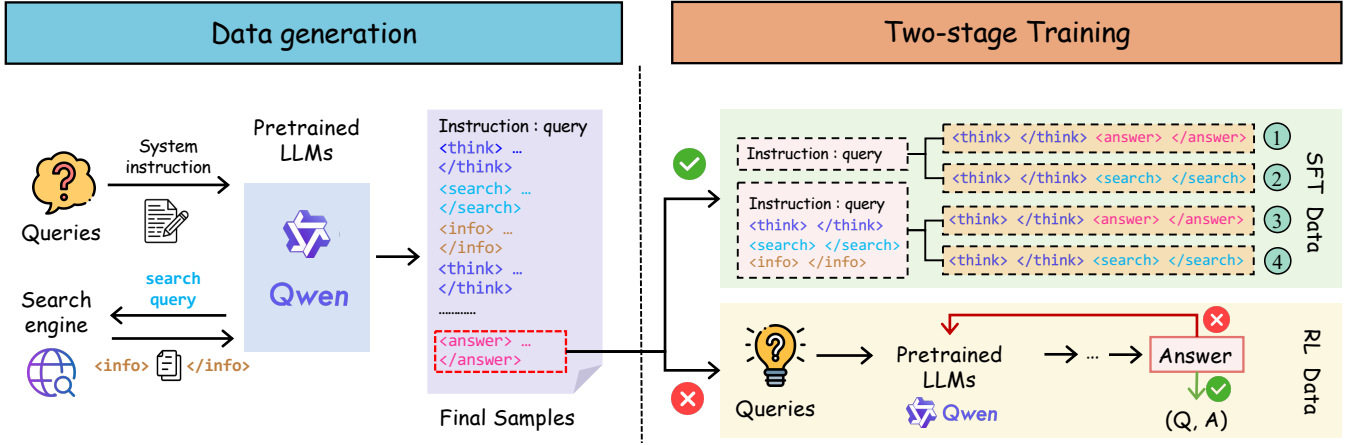 Data generation
Two-stage Training
Queries
System
instruction
search
query
Search
engine
<info> </info>
Pretrained
LLMs
Qwen
Instruction : query
<think> …
</think>
<search> …
</search>
<info> …
</info>
<think> …
</think>
…………
<answer> …
</answer>
Final Samples
Instruction : query
<think> </think> <answer> </answer>
1
<think> </think> <search> </search>
2
Instruction : query
<think> </think>
<search> </search>
<info> </info>
<think> </think> <answer> </answer>
3
<think> </think> <search> </search>
4
SFT Data
Queries
Pretrained
LLMs
Qwen
...
Answer
(Q, A)
RL Data